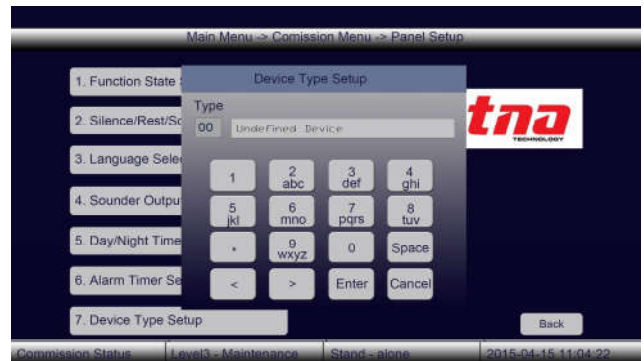 Main Menu -> Comission Menu -> Panel Setup
1. Function State
Device Type Setup
Type
00 Undefined Device
2. Silence/Rest/So
tna
TECHNOLOGY
3. Language Selec
1
2 abc
3 def
4 ghi
4. Sounder Outpu
5 jkl
6 mno
7 pqrs
8 tuv
5. Day/Night Time
*
9 wxyz
0
Space
6. Alarm Timer Se
<
>
Enter
Cancel
7. Device Type Setup
Back
Commission Status Level3 - Maintenance Stand - alone 2015-04-15 11:04:22